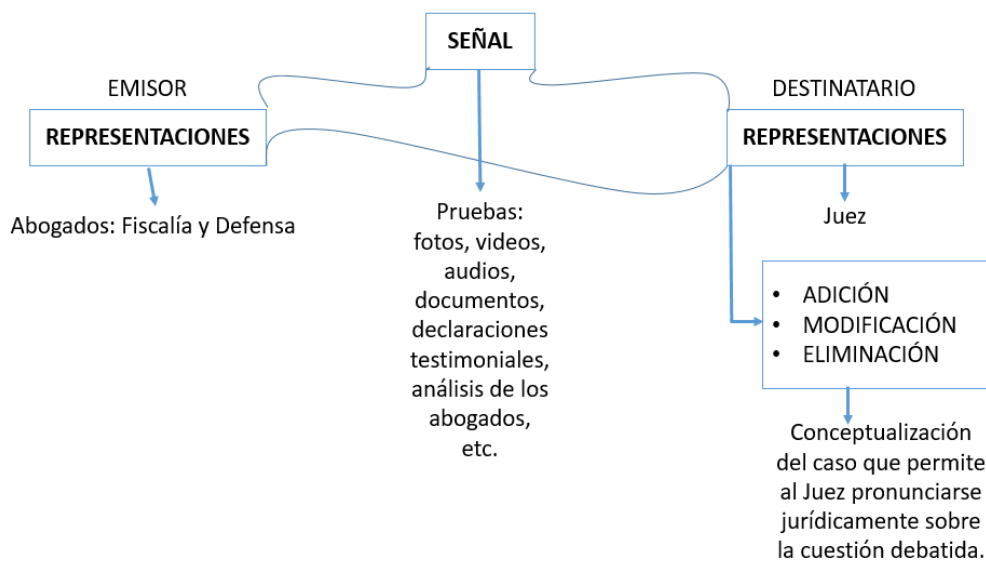 SEÑAL
EMISOR
REPRESENTACIONES
Abogados: Fiscalía y Defensa
Pruebas:
fotos, videos,
audios,
documentos,
declaraciones
testimoniales,
análisis de los
abogados,
etc.
DESTINATARIO
REPRESENTACIONES
Juez
• ADICIÓN
• MODIFICACIÓN
• ELIMINACIÓN
Conceptualización
del caso que permite
al Juez pronunciarse
jurídicamente sobre
la cuestión debatida.